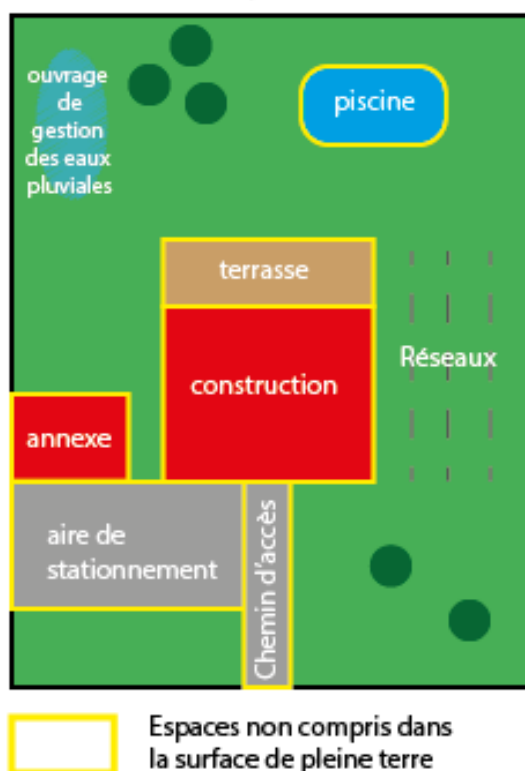 ouvrage
de
gestion
des eaux
pluviales
piscine
terrasse
construction
Réseaux
annexe
aire de
stationnement
Chemin d'accès
Espaces non compris dans
la surface de pleine terre